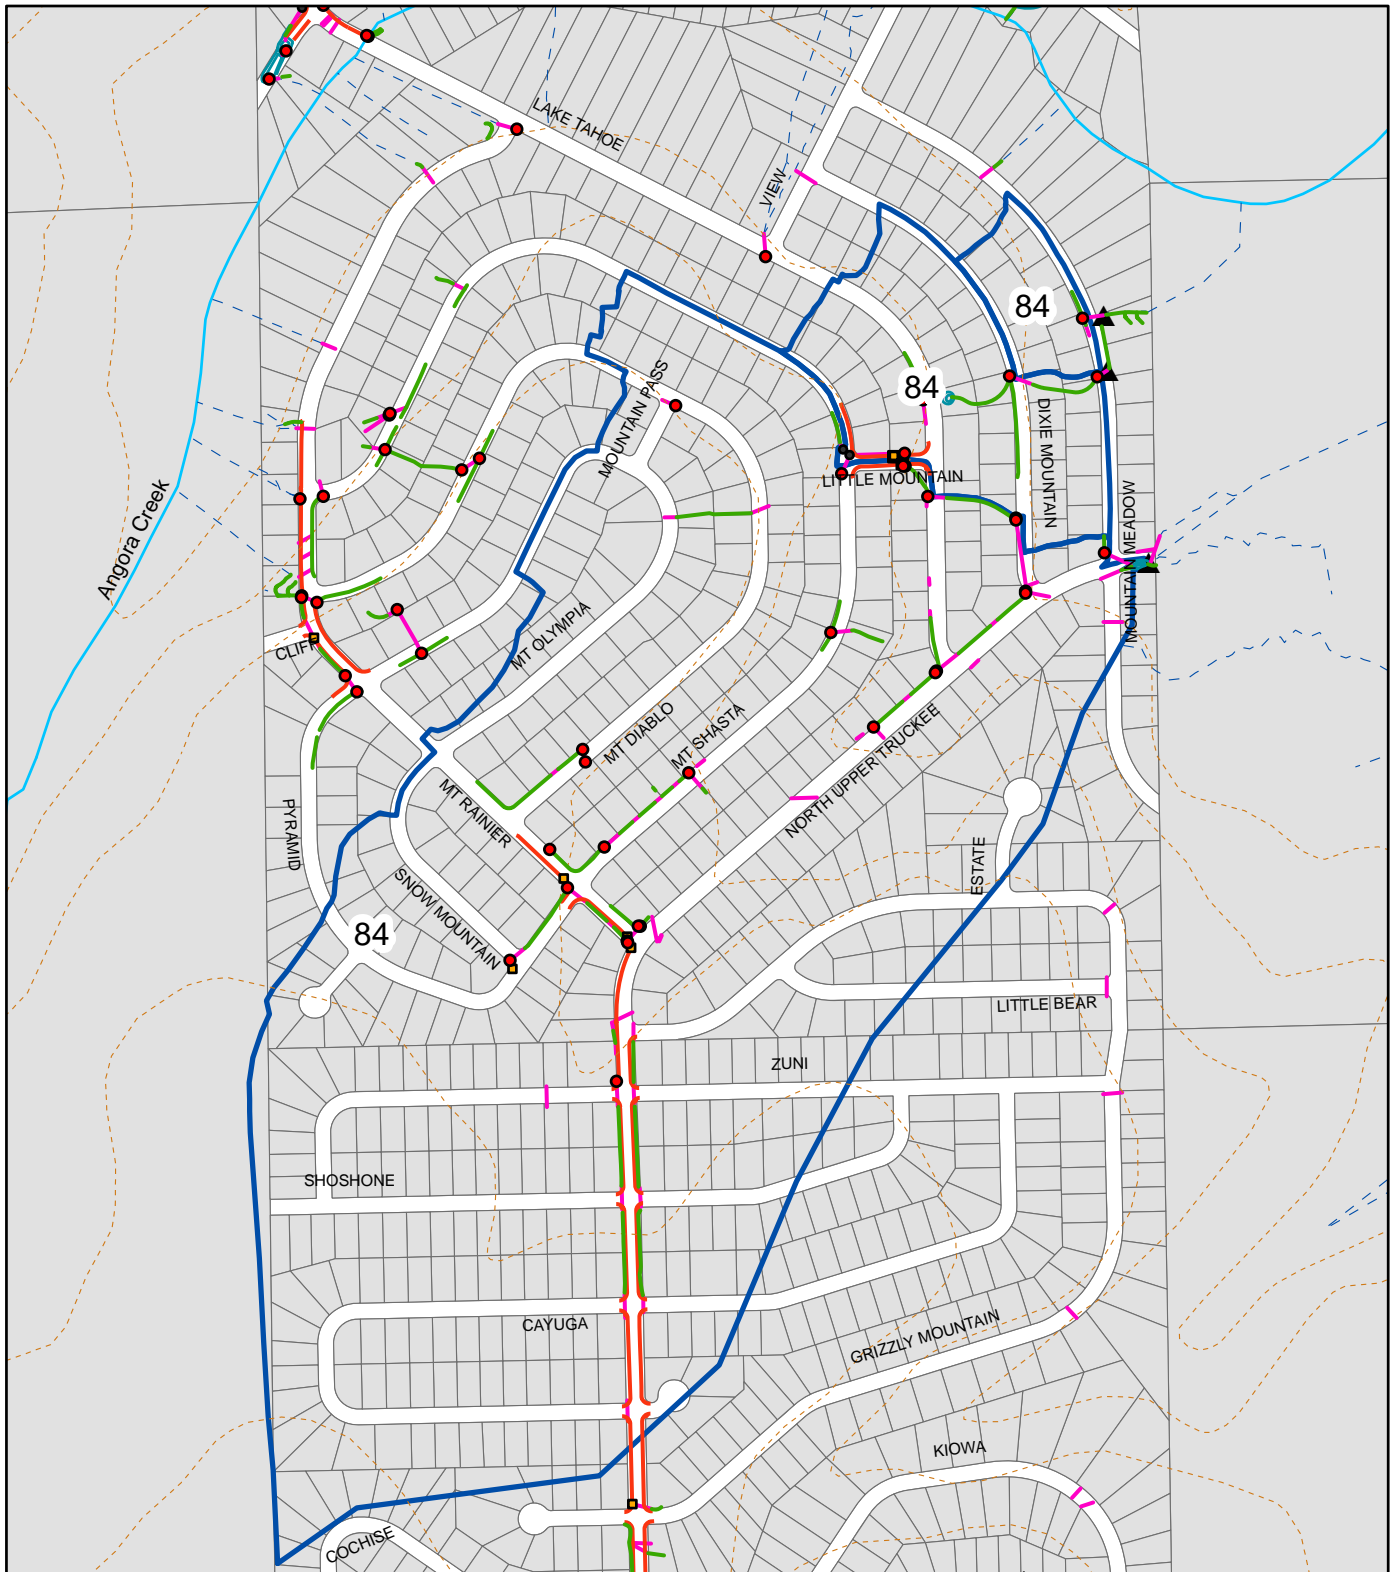 LAKE TAHOE
VIEW
84
84
MOUNTAIN PASS
DIXIE MOUNTAIN
LITTLE MOUNTAIN
MOUNTAIN MEADOW
Angora Creek
CLIFF
MT OLYMPIA
MT DIABLO
MT SHASTA
NORTH UPPER TRUCKEE
MT RAINIER
PYRAMID
SNOW MOUNTAIN
ESTATE
84
LITTLE BEAR
ZUNI
SHOSHONE
CAYUGA
GRIZZLY MOUNTAIN
KIOWA
COCHISE